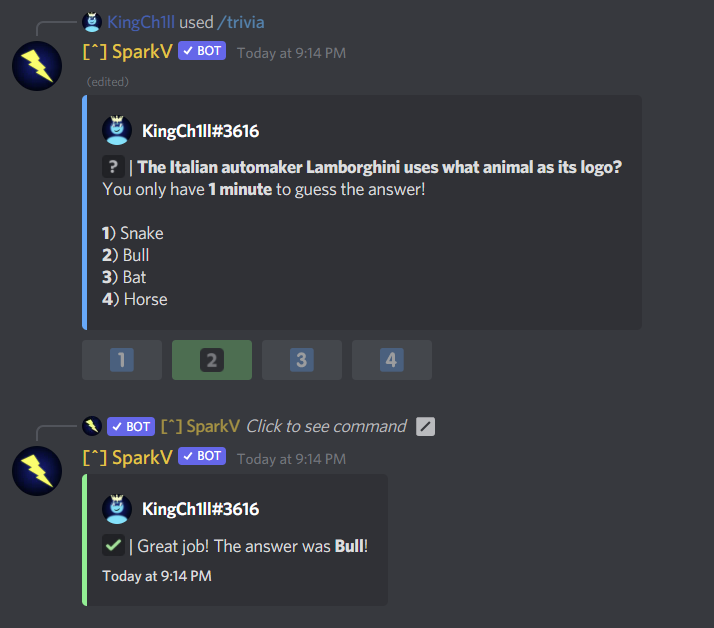 KingCh1ll used /trivia
[^] SparkV ✓ BOT Today at 9:14 PM
(edited)
KingCh1ll#3616
? | The Italian automaker Lamborghini uses what animal as its logo?
You only have 1 minute to guess the answer!
1) Snake
2) Bull
3) Bat
4) Horse
1 2 3 4
✓ BOT [^] SparkV Click to see command
[^] SparkV ✓ BOT Today at 9:14 PM
KingCh1ll#3616
✓ | Great job! The answer was Bull!
Today at 9:14 PM